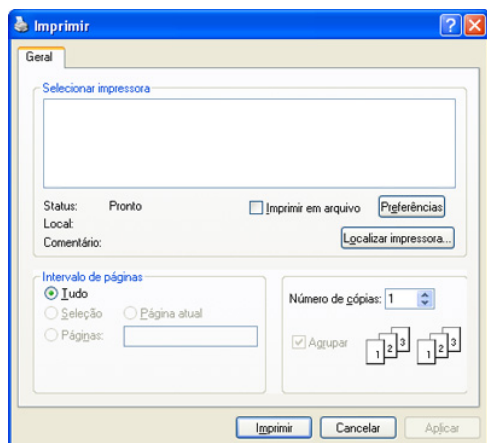 Imprimir
Geral
Selecionar impressora
Status: Pronto
Imprimir em arquivo Preferências
Local:
Comentário:
Localizar impressora...
Intervalo de páginas
Tudo
Seleção Página atual
Páginas:
Número de cópias: 1
Agrupar 1 2 3 1 2 3
Imprimir Cancelar Aplicar